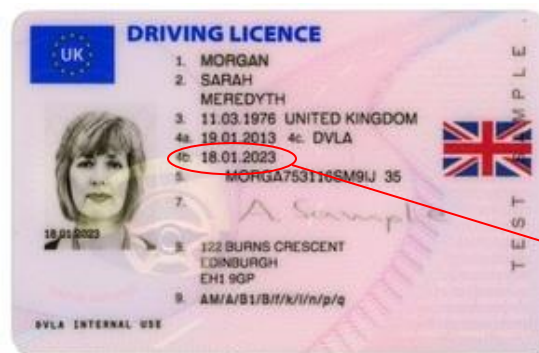 UK
DRIVING LICENCE
1. MORGAN
2. SARAH
MEREDYTH
3. 11.03.1976 UNITED KINGDOM
4a. 19.01.2013 4c. DVLA
4b. 18.01.2023
5. MORGA753116SM9IJ 35
7. A Sample
18.01.2023
8. 122 BURNS CRESCENT
EDINBURGH
EH1 9GP
9. AM/A/B1/B/f/k/l/n/p/q
DVLA INTERNAL USE